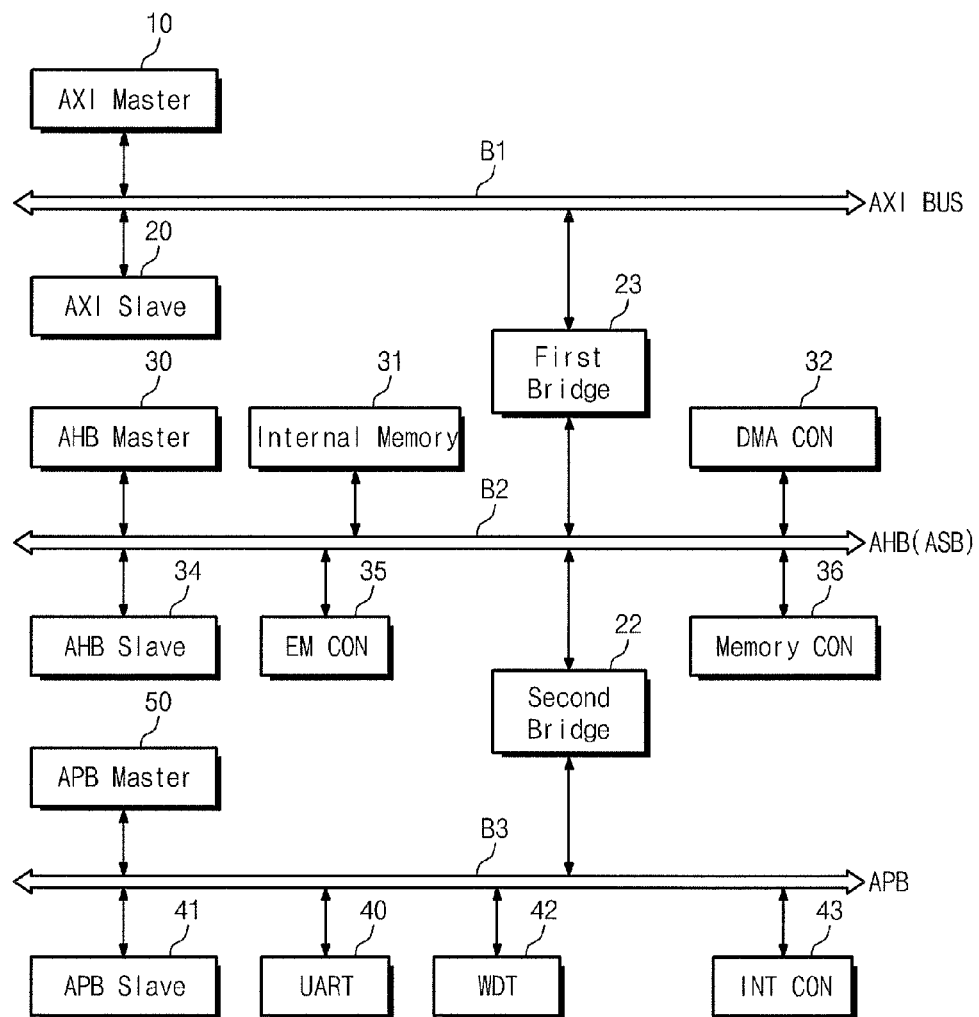 10
AXI Master
B1
AXI BUS
20
AXI Slave
23
First
Bridge
30
AHB Master
31
Internal Memory
32
DMA CON
B2
AHB(ASB)
34
AHB Slave
35
EM CON
22
Second
Bridge
36
Memory CON
50
APB Master
B3
APB
41
APB Slave
40
UART
42
WDT
43
INT CON